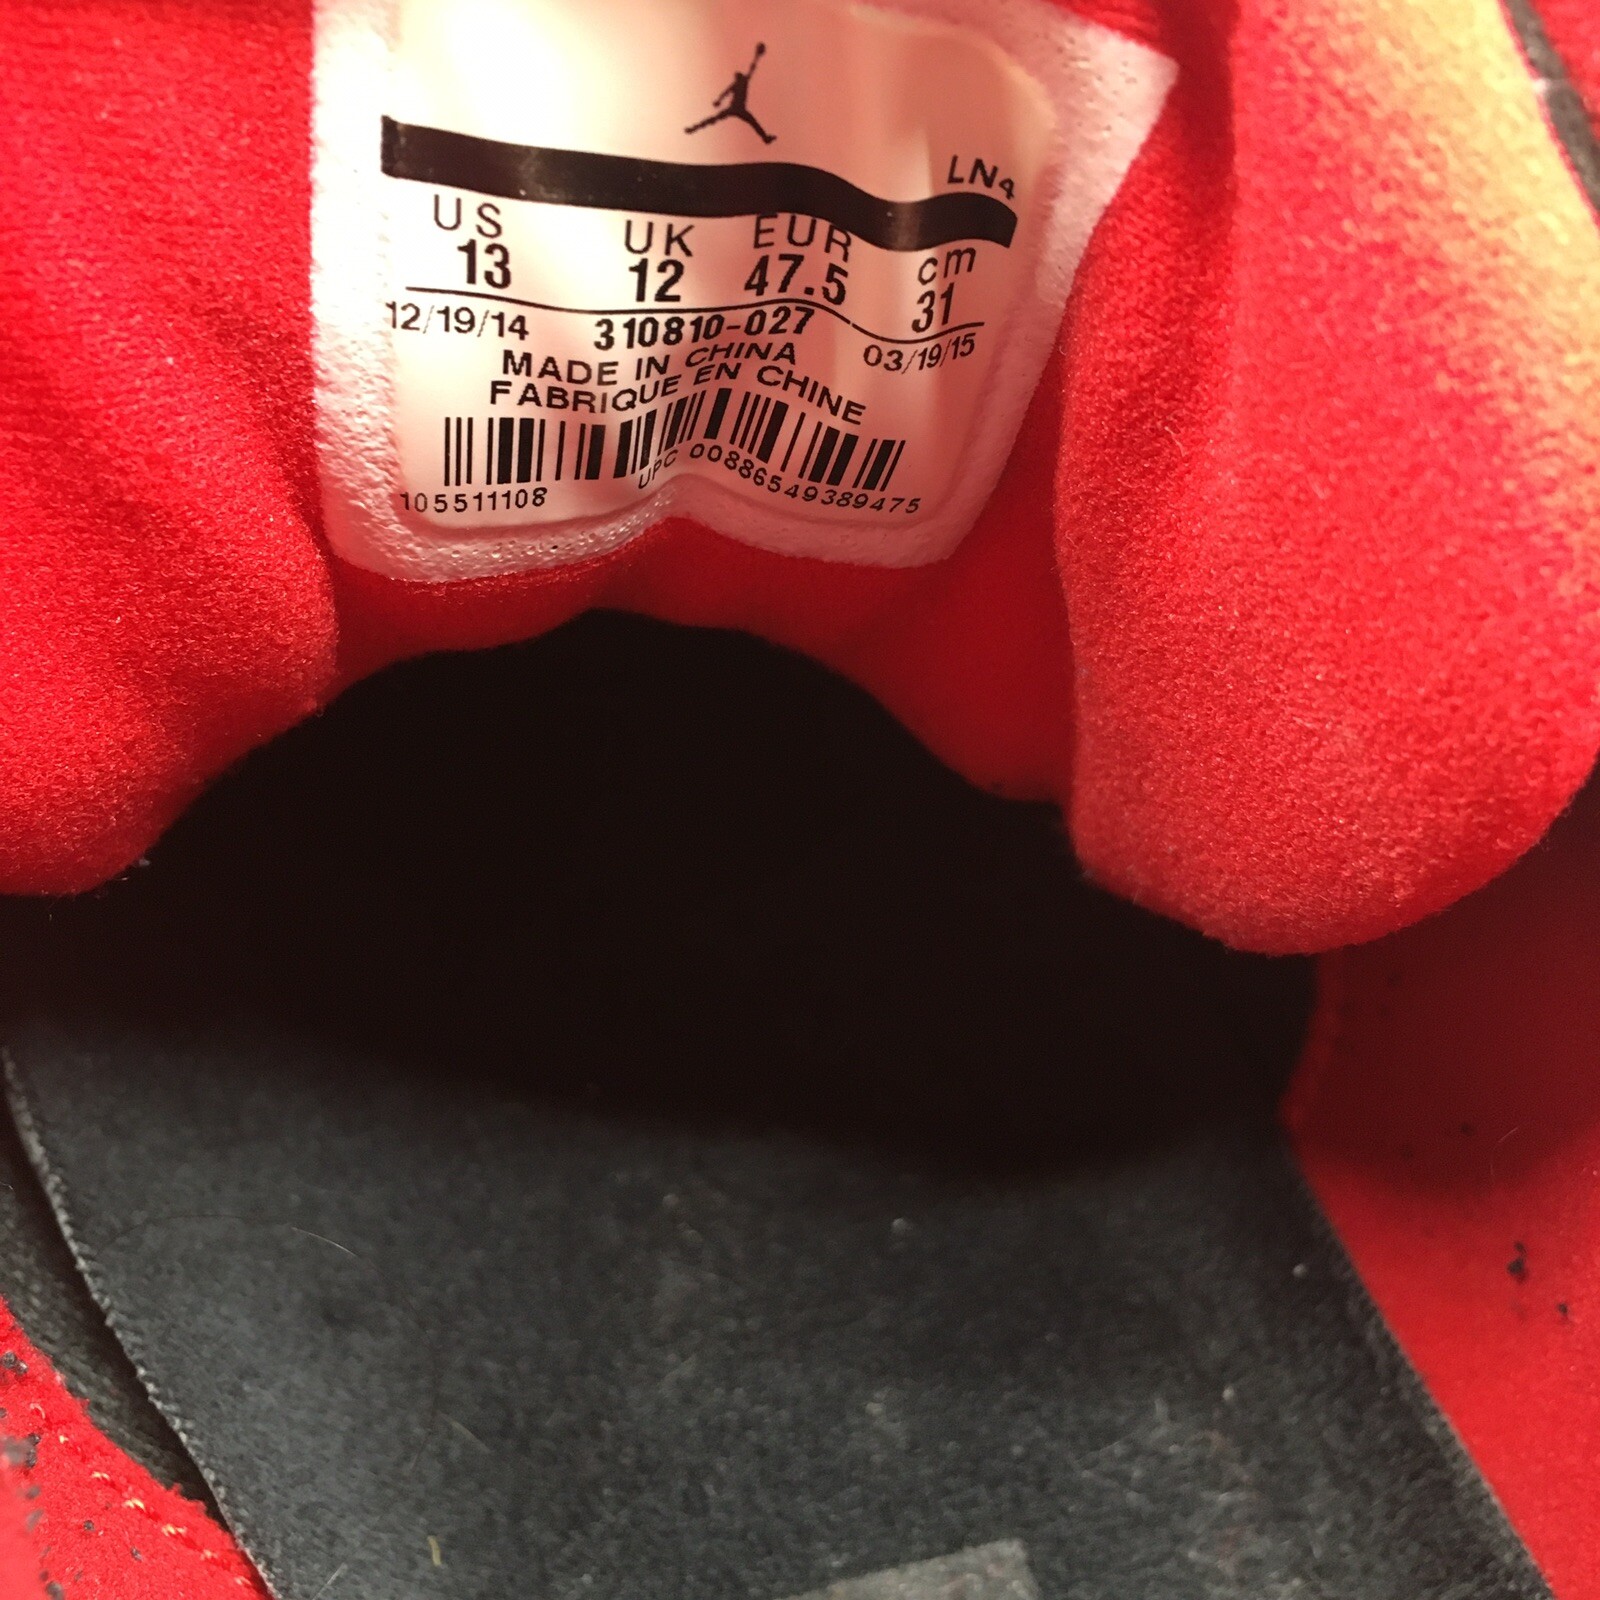 LN4
US UK EUR cm
13 12 47.5 31
12/19/14 310810-027 03/19/15
MADE IN CHINA
FABRIQUE EN CHINE
105511108 UPC 00886549389475